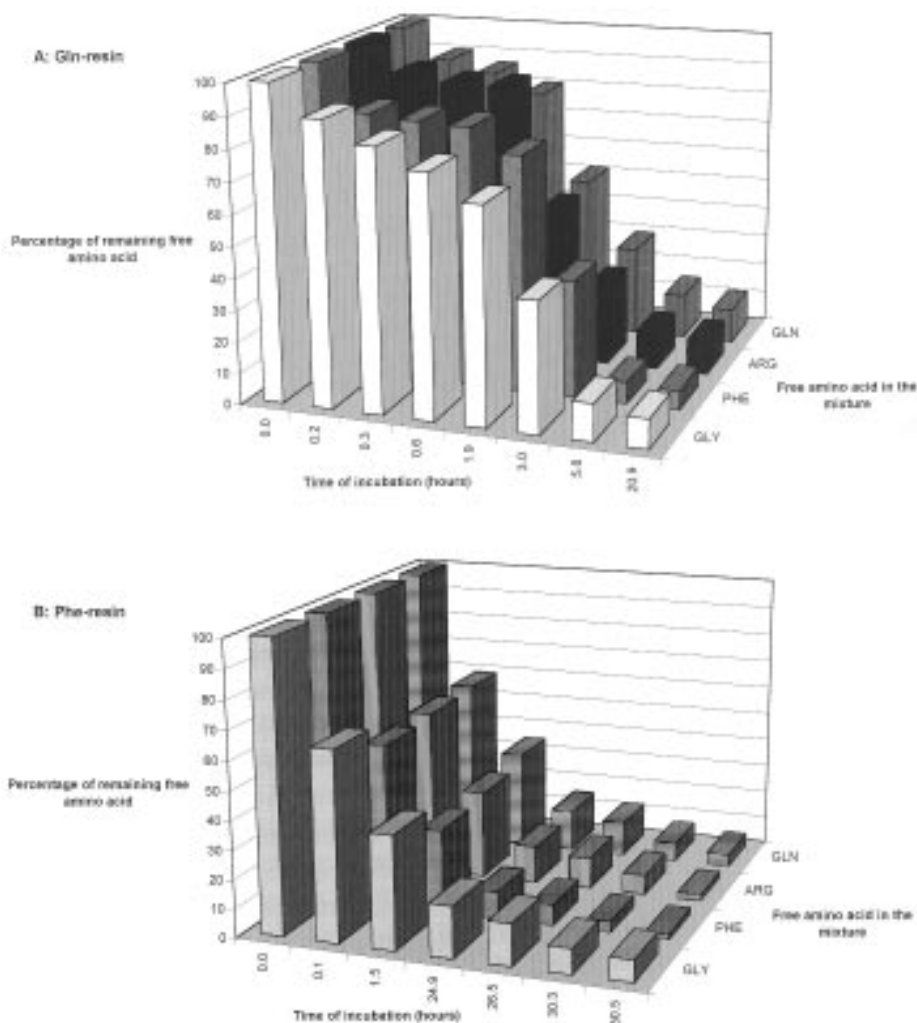 A: Gln-resin
100
90
80
70
60
50
40
30
20
10
0
Percentage of remaining free
amino acid
0.0
0.2
0.3
0.6
1.9
3.0
5.8
20.9
Time of incubation (hours)
GLN
ARG
PHE
GLY
Free amino acid in the
mixture
B: Phe-resin
100
90
80
70
60
50
40
30
20
10
0
Percentage of remaining free
amino acid
0.0
0.1
1.5
24.9
26.5
30.3
Time of incubation (hours)
GLN
ARG
PHE
GLY
Free amino acid in the
mixture